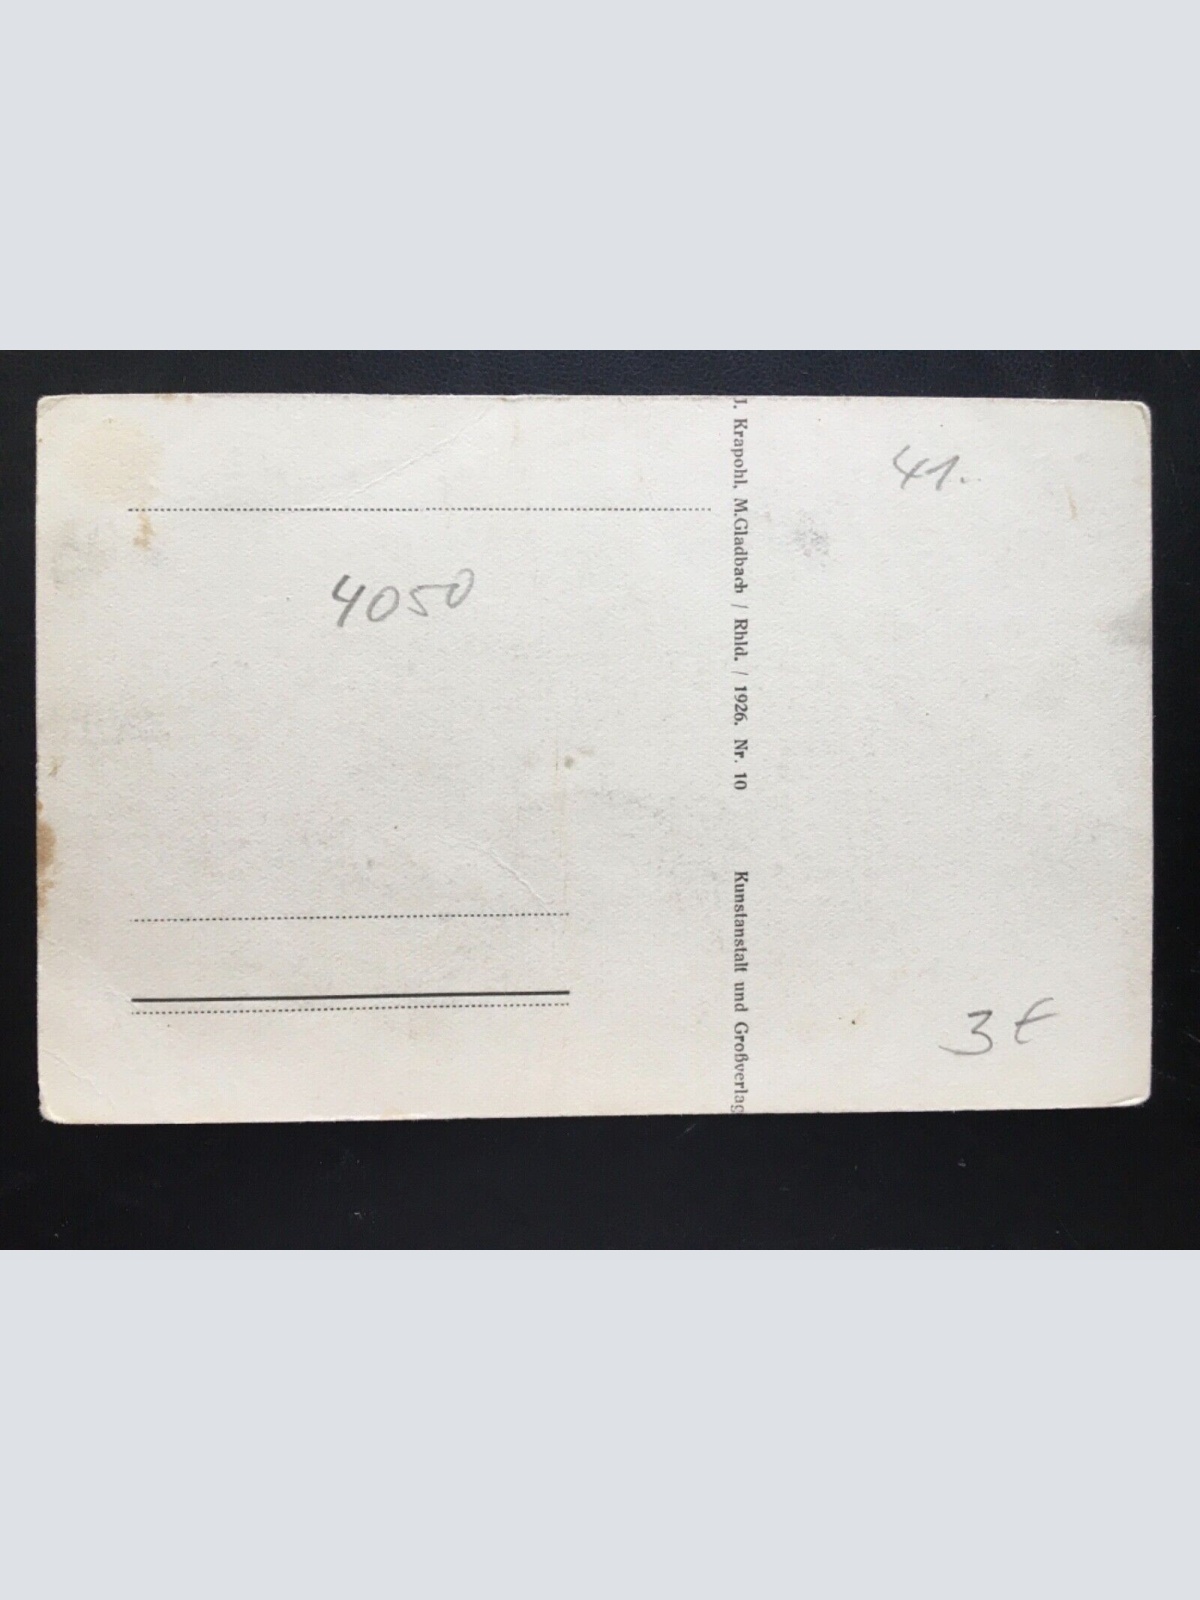 41.-
4050
J. Krapohl, M.Gladbach / Rhld. / 1926. Nr. 10 Kunstanstalt und Großverlag
3 €